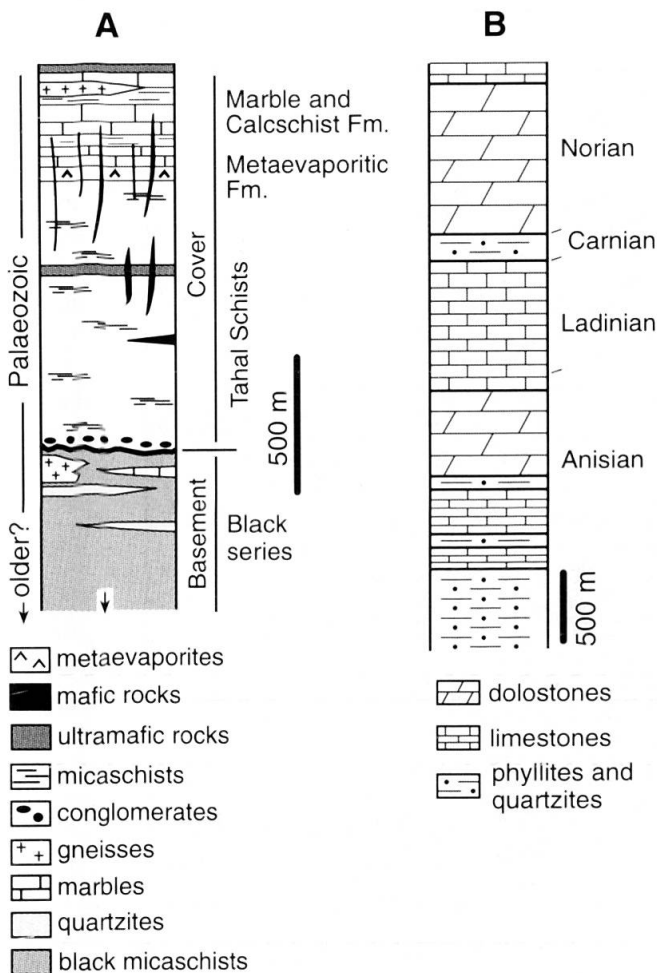 A
B
Palaeozoic
older?
Cover
Basement
Marble and
Calcschist Fm.
Metaevaporitic
Fm.
Tahal Schists
Black
series
500 m
Norian
Carnian
Ladinian
Anisian
500 m
metaevaporites
mafic rocks
ultramafic rocks
micaschists
conglomerates
gneisses
marbles
quartzites
black micaschists
dolostones
limestones
phyllites and
quartzites